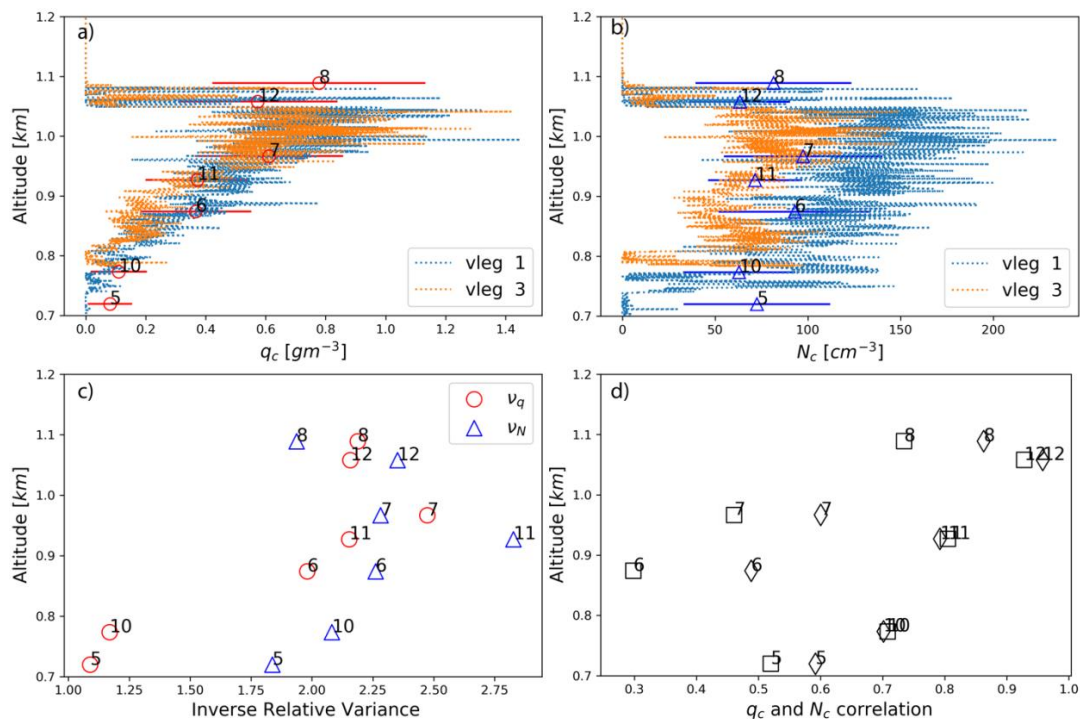 a)
1.2
1.1
1.0
0.9
0.8
0.7
Altitude [km]
8
12
7
11
6
10
5
vleg 1
vleg 3
0.0 0.2 0.4 0.6 0.8 1.0 1.2 1.4
q_c [gm^{-3}]
b)
1.2
1.1
1.0
0.9
0.8
0.7
Altitude [km]
8
12
7
11
6
10
5
vleg 1
vleg 3
0 50 100 150 200
N_c [cm^{-3}]
c)
1.2
1.1
1.0
0.9
0.8
0.7
Altitude [km]
ν_q
ν_N
8 8
12 12
7 7
11 11
6 6
10 10
5 5
1.00 1.25 1.50 1.75 2.00 2.25 2.50 2.75
Inverse Relative Variance
d)
1.2
1.1
1.0
0.9
0.8
0.7
Altitude [km]
8 8
12 12
7 7
11 11
6 6
10 10
5 5
0.3 0.4 0.5 0.6 0.7 0.8 0.9 1.0
q_c and N_c correlation